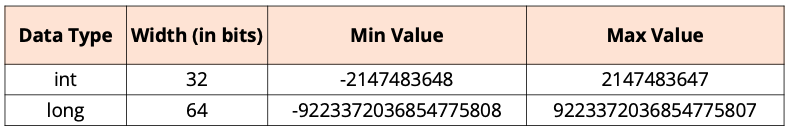 Data Type Width (in bits) Min Value Max Value
int 32 -2147483648 2147483647
long 64 -9223372036854775808 9223372036854775807